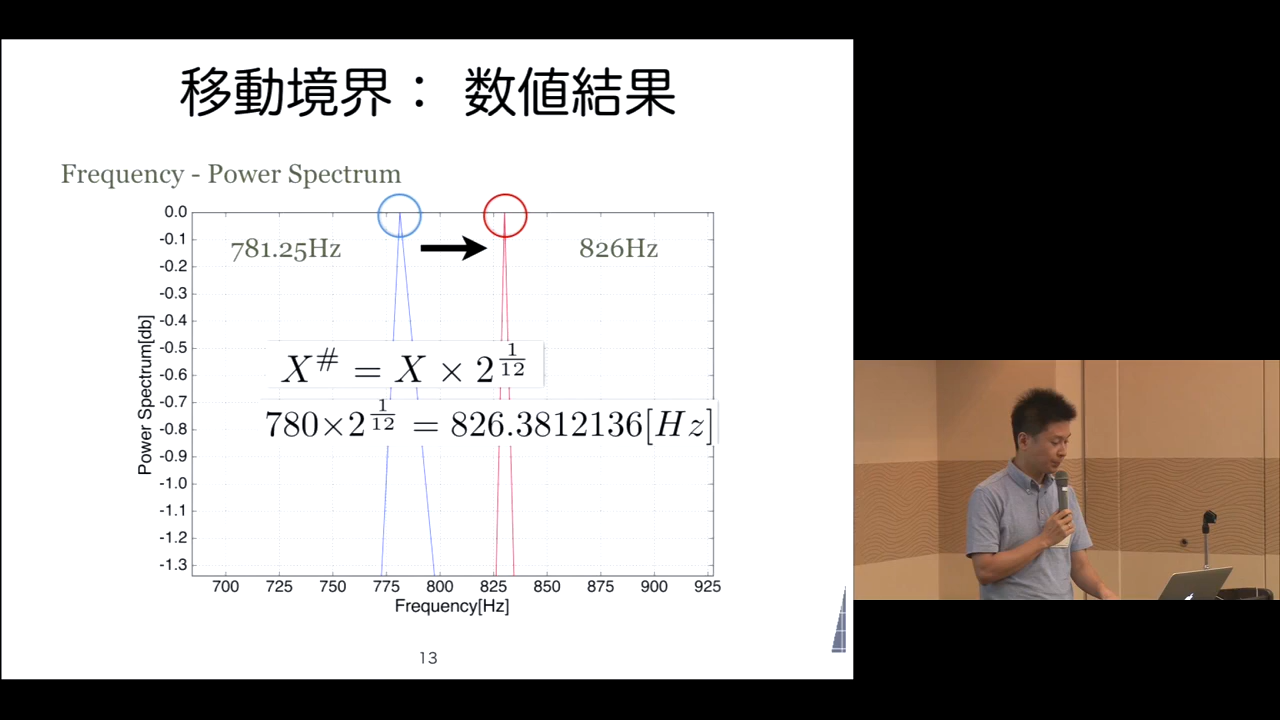 移動境界： 数値結果
Frequency - Power Spectrum
781.25Hz
826Hz
X^# = X × 2^{1/12}
780×2^{1/12} = 826.3812136[Hz]
Power Spectrum[db]
0.0
-0.1
-0.2
-0.3
-0.4
-0.5
-0.6
-0.7
-0.8
-0.9
-1.0
-1.1
-1.2
-1.3
700 725 750 775 800 825 850 875 900 925
Frequency[Hz]
13